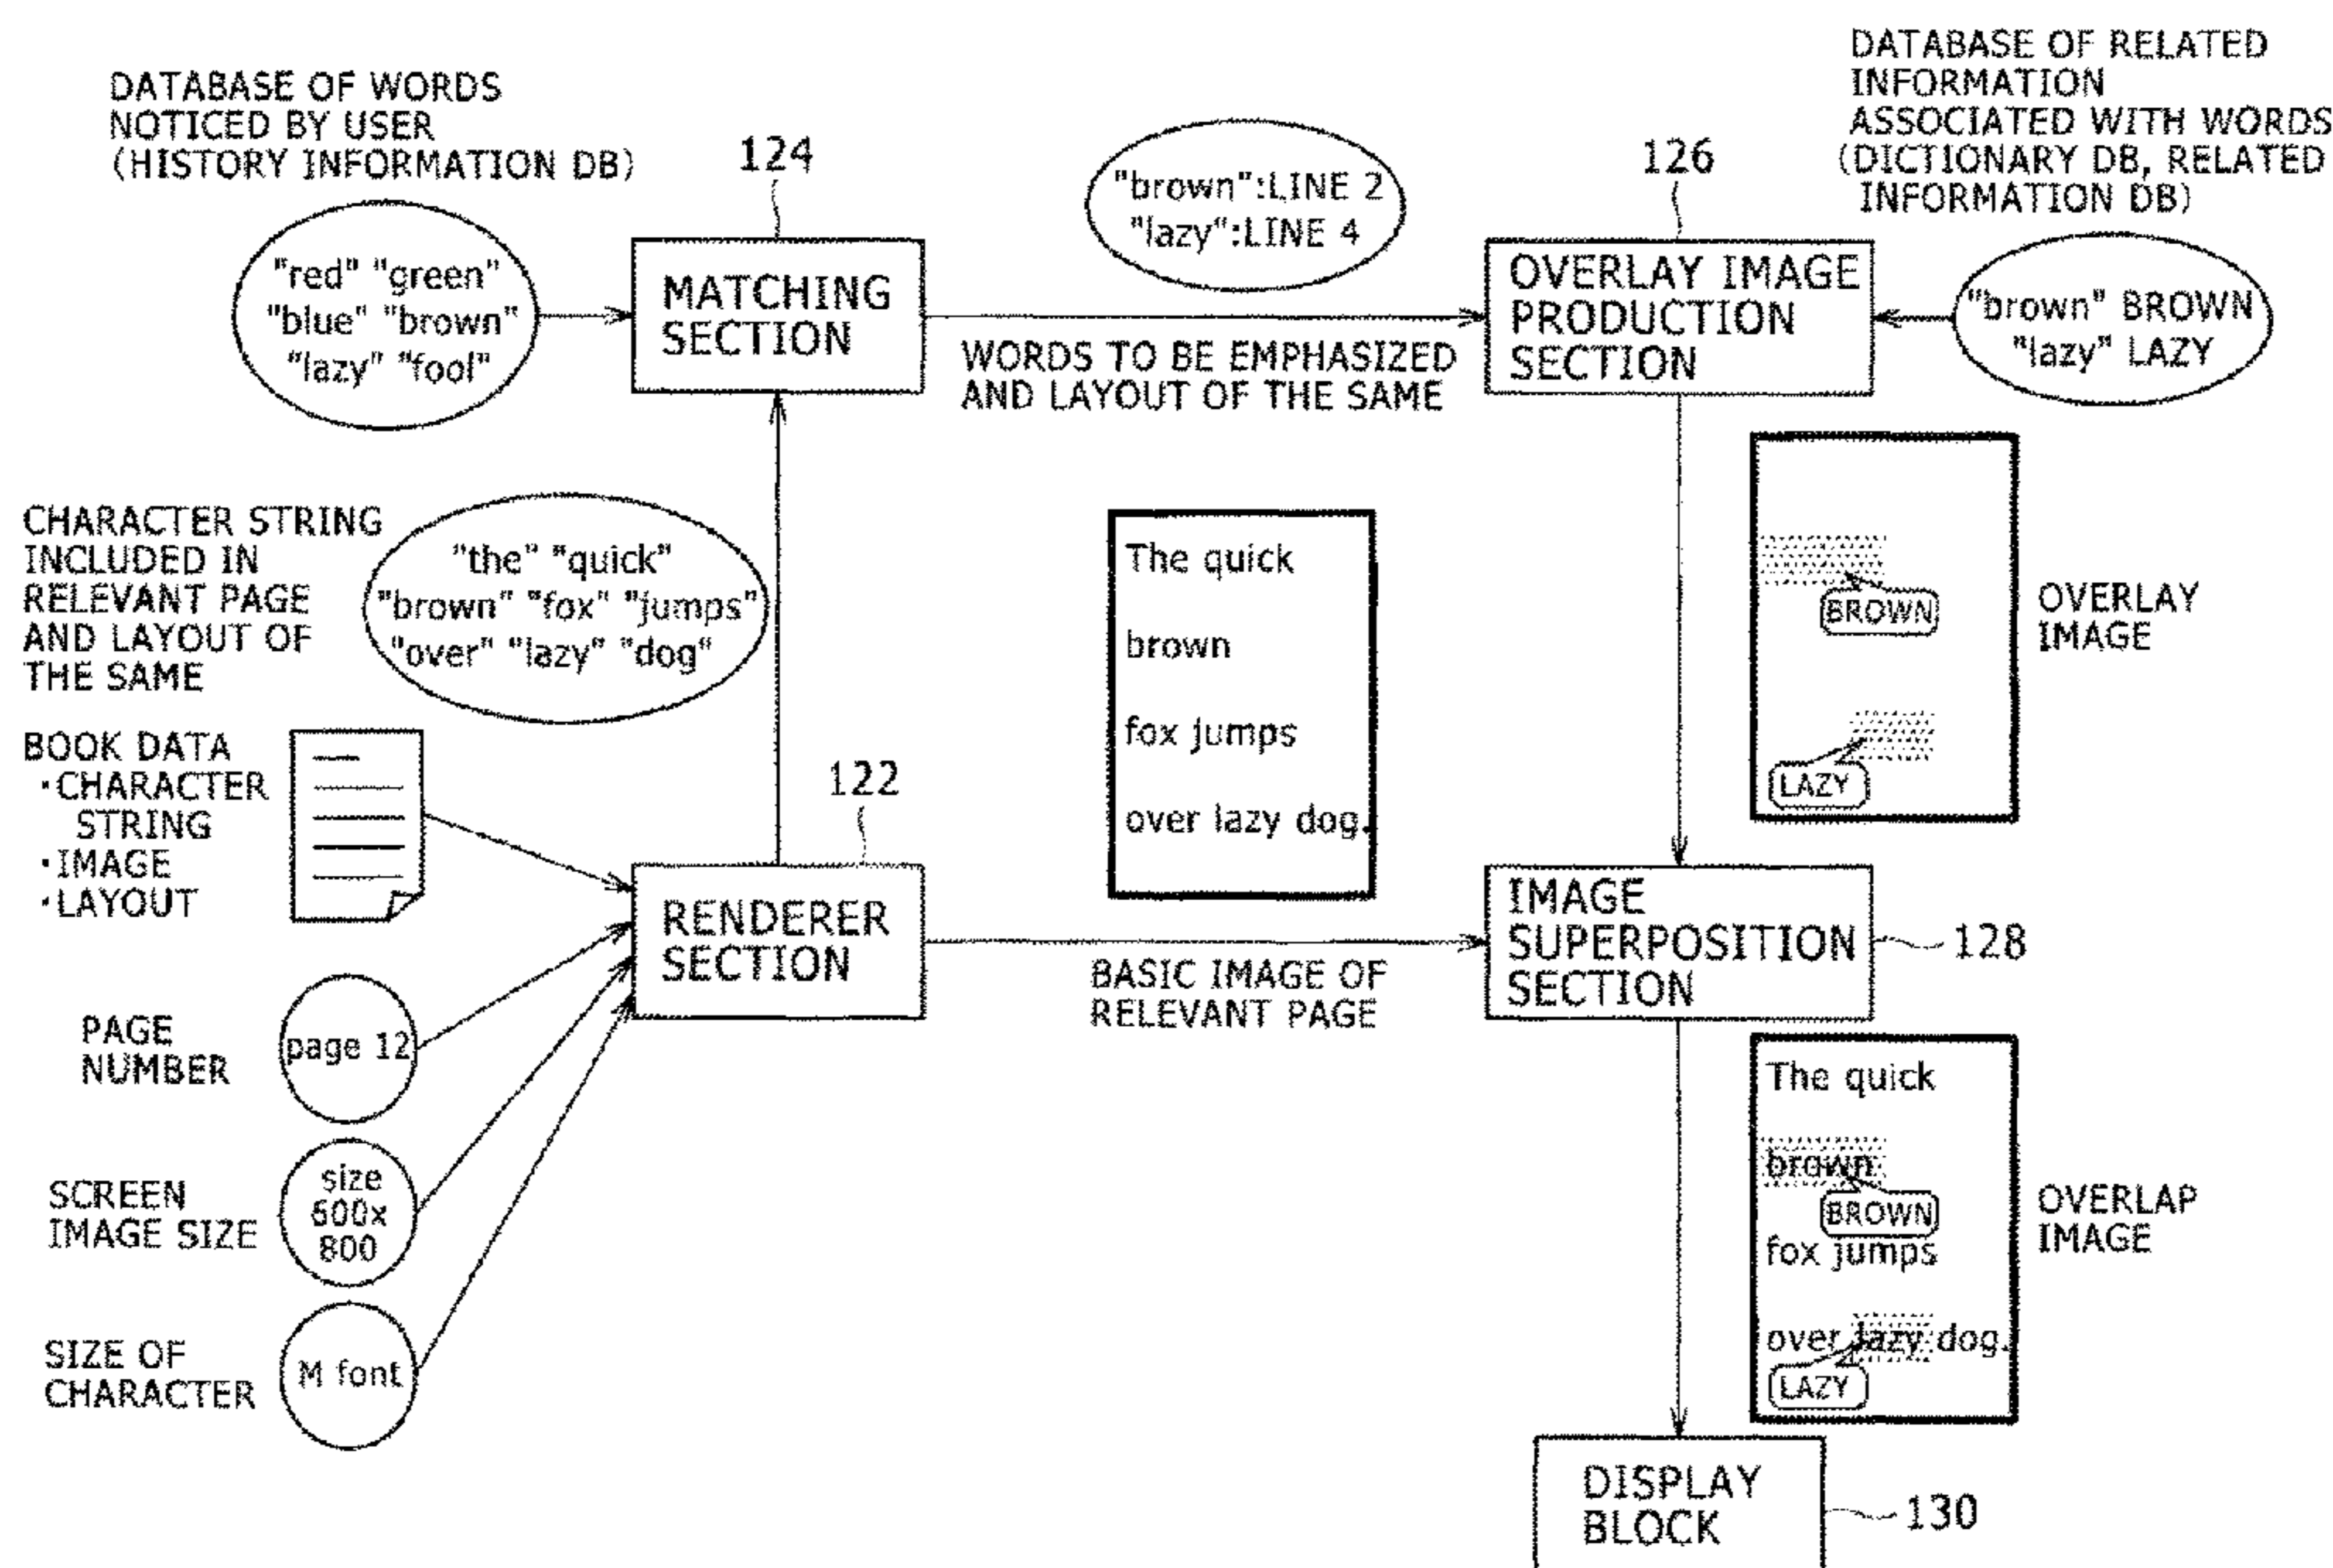 DATABASE OF WORDS
NOTICED BY USER
(HISTORY INFORMATION DB)
"red" "green"
"blue" "brown"
"lazy" "fool"
124
MATCHING
SECTION
"brown":LINE 2
"lazy":LINE 4
WORDS TO BE EMPHASIZED
AND LAYOUT OF THE SAME
126
OVERLAY IMAGE
PRODUCTION
SECTION
DATABASE OF RELATED
INFORMATION
ASSOCIATED WITH WORDS
(DICTIONARY DB, RELATED
INFORMATION DB)
"brown" BROWN
"lazy" LAZY
CHARACTER STRING
INCLUDED IN
RELEVANT PAGE
AND LAYOUT OF
THE SAME
"the" "quick"
"brown" "fox" "jumps"
"over" "lazy" "dog"
The quick
brown
fox jumps
over lazy dog.
BROWN
LAZY
OVERLAY
IMAGE
BOOK DATA
·CHARACTER
STRING
·IMAGE
·LAYOUT
122
RENDERER
SECTION
BASIC IMAGE OF
RELEVANT PAGE
IMAGE
SUPERPOSITION
SECTION
128
PAGE
NUMBER
page 12
SCREEN
IMAGE SIZE
size
600x
800
SIZE OF
CHARACTER
M font
The quick
brown
BROWN
fox jumps
over lazy dog.
LAZY
OVERLAP
IMAGE
DISPLAY
BLOCK
130